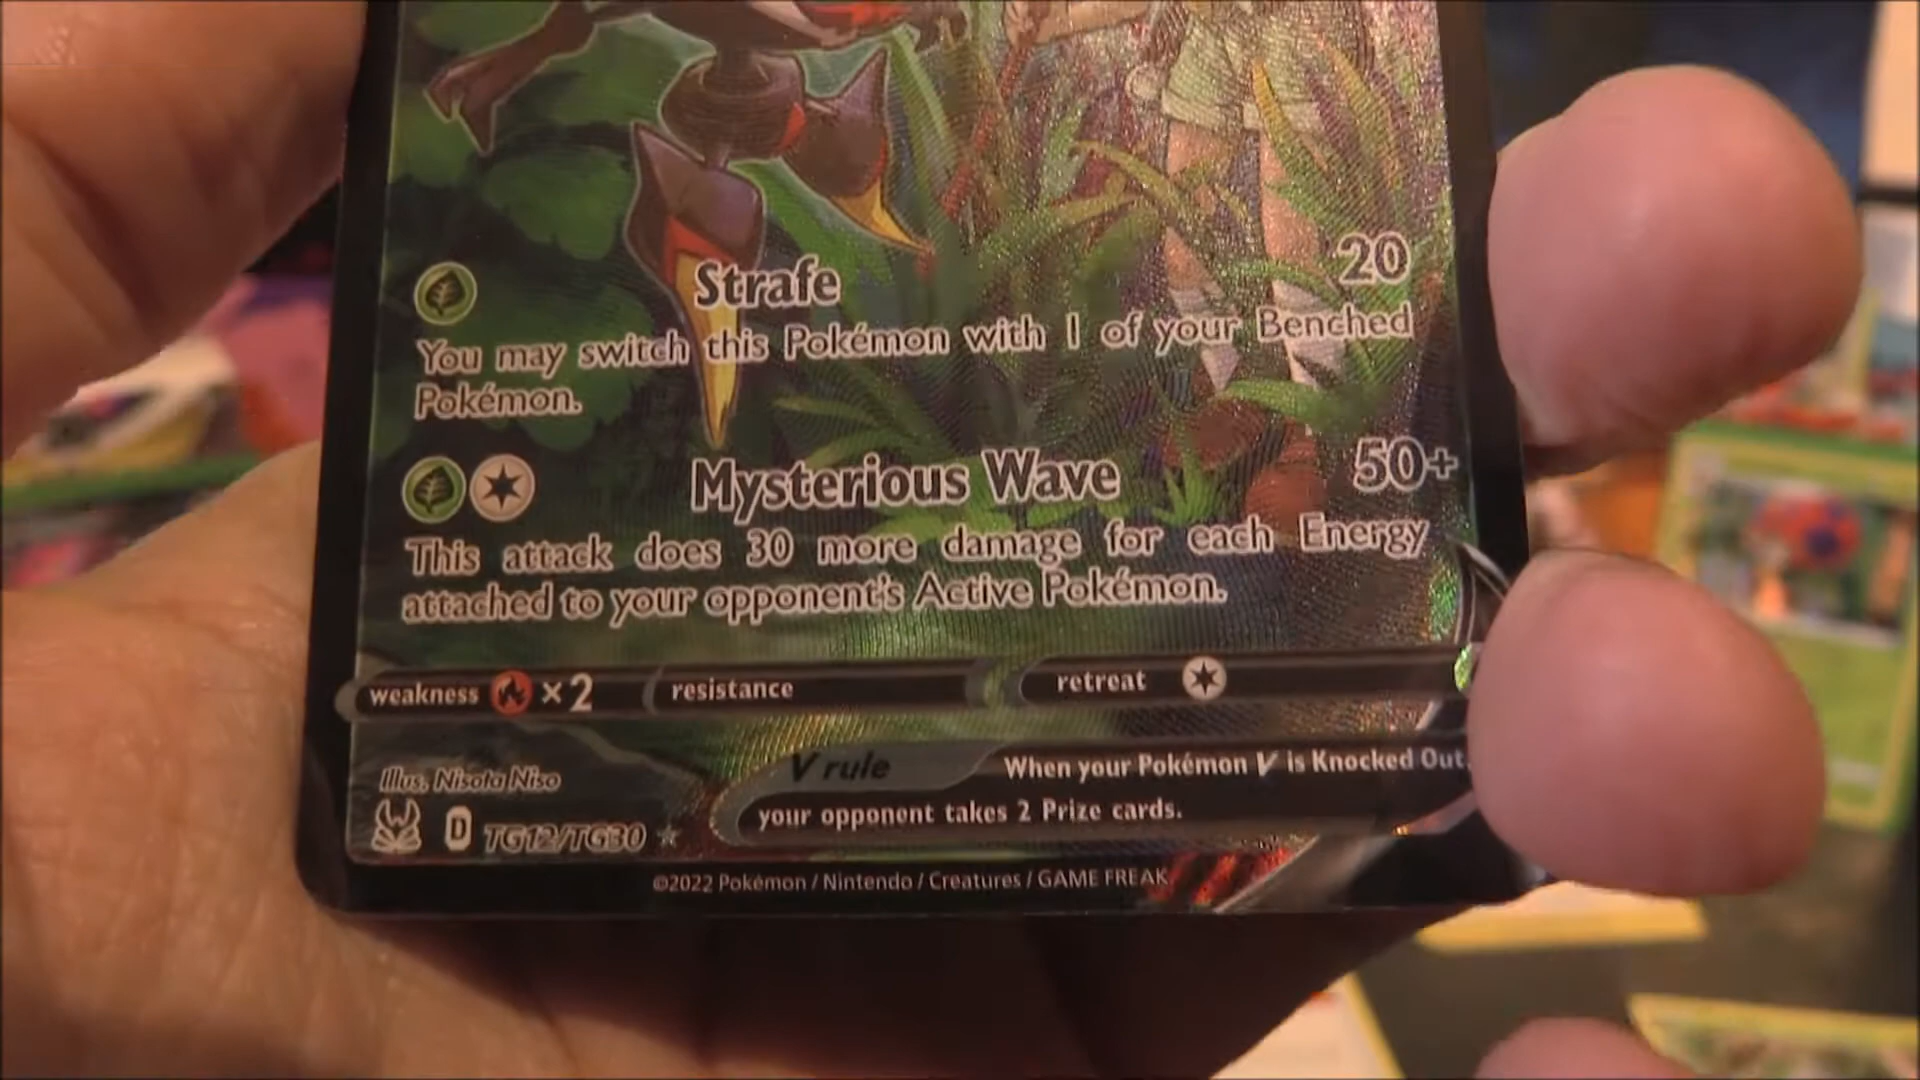 Strafe 20
You may switch this Pokémon with 1 of your Benched
Pokémon.
Mysterious Wave 50+
This attack does 30 more damage for each Energy
attached to your opponent's Active Pokémon.
weakness ×2 resistance retreat
Illus. Nisota Niso
V rule When your Pokémon V is Knocked Out,
your opponent takes 2 Prize cards.
D TG12/TG30
©2022 Pokémon / Nintendo / Creatures / GAME FREAK